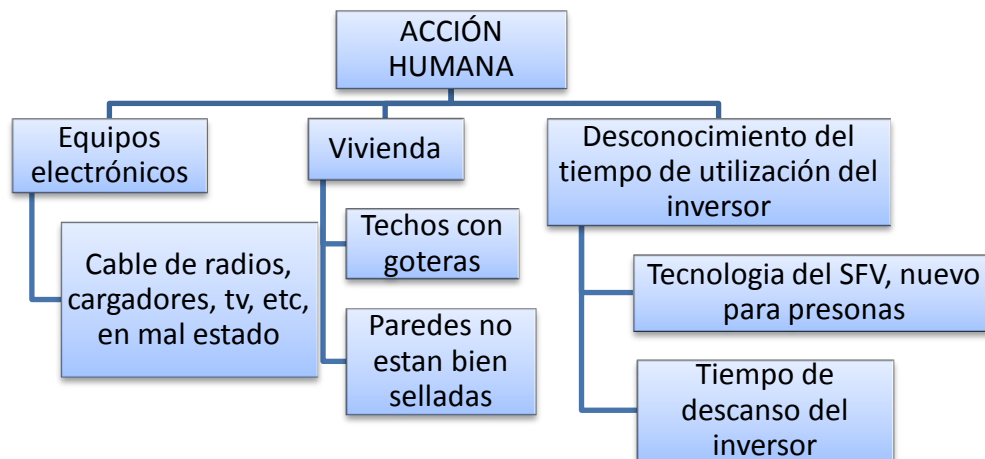 ACCIÓN
HUMANA
Equipos
electrónicos
Cable de radios,
cargadores, tv, etc,
en mal estado
Vivienda
Techos con
goteras
Paredes no
estan bien
selladas
Desconocimiento del
tiempo de utilización del
inversor
Tecnologia del SFV, nuevo
para presonas
Tiempo de
descanso del
inversor